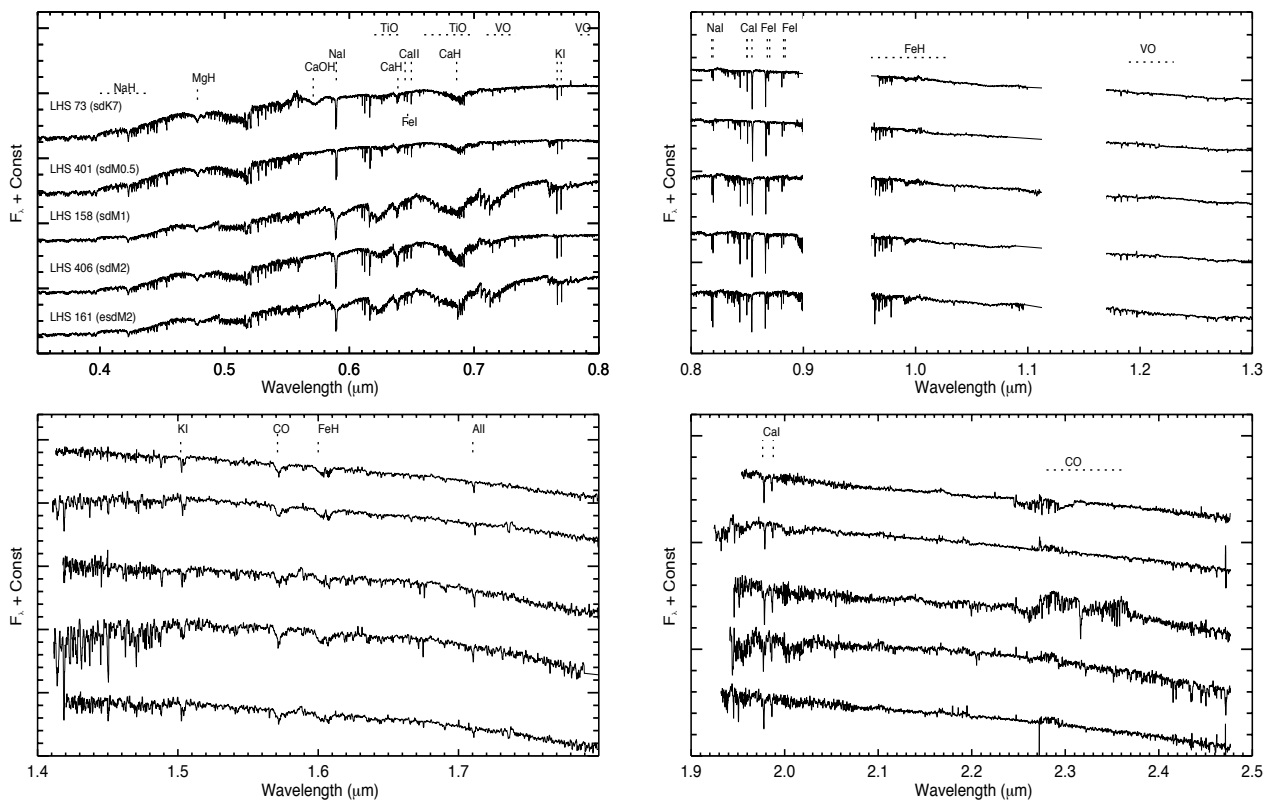 TiO TiO VO VO
NaI CaII KI
CaOH CaH CaH
MgH
NaH
FeI
LHS 73 (sdK7)
LHS 401 (sdM0.5)
LHS 158 (sdM1)
LHS 406 (sdM2)
LHS 161 (esdM2)
Fλ + Const
0.4 0.5 0.6 0.7 0.8
Wavelength (μm)
NaI CaI FeI FeI
FeH VO
Fλ + Const
0.8 0.9 1.0 1.1 1.2 1.3
Wavelength (μm)
KI CO FeH AlI
Fλ + Const
1.4 1.5 1.6 1.7
Wavelength (μm)
CaI
CO
Fλ + Const
1.9 2.0 2.1 2.2 2.3 2.4 2.5
Wavelength (μm)